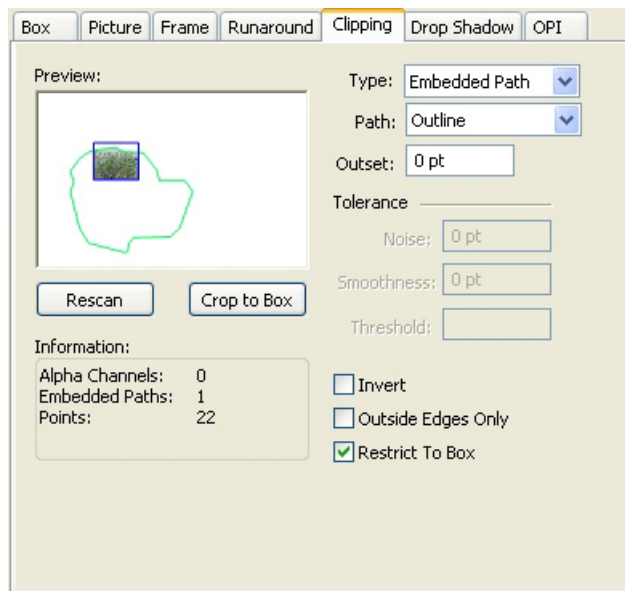 Box Picture Frame Runaround Clipping Drop Shadow OPI
Preview:
Type: Embedded Path
Path: Outline
Outset: 0 pt
Tolerance
Noise: 0 pt
Smoothness: 0 pt
Threshold:
Rescan Crop to Box
Information:
Alpha Channels: 0
Embedded Paths: 1
Points: 22
Invert
Outside Edges Only
Restrict To Box